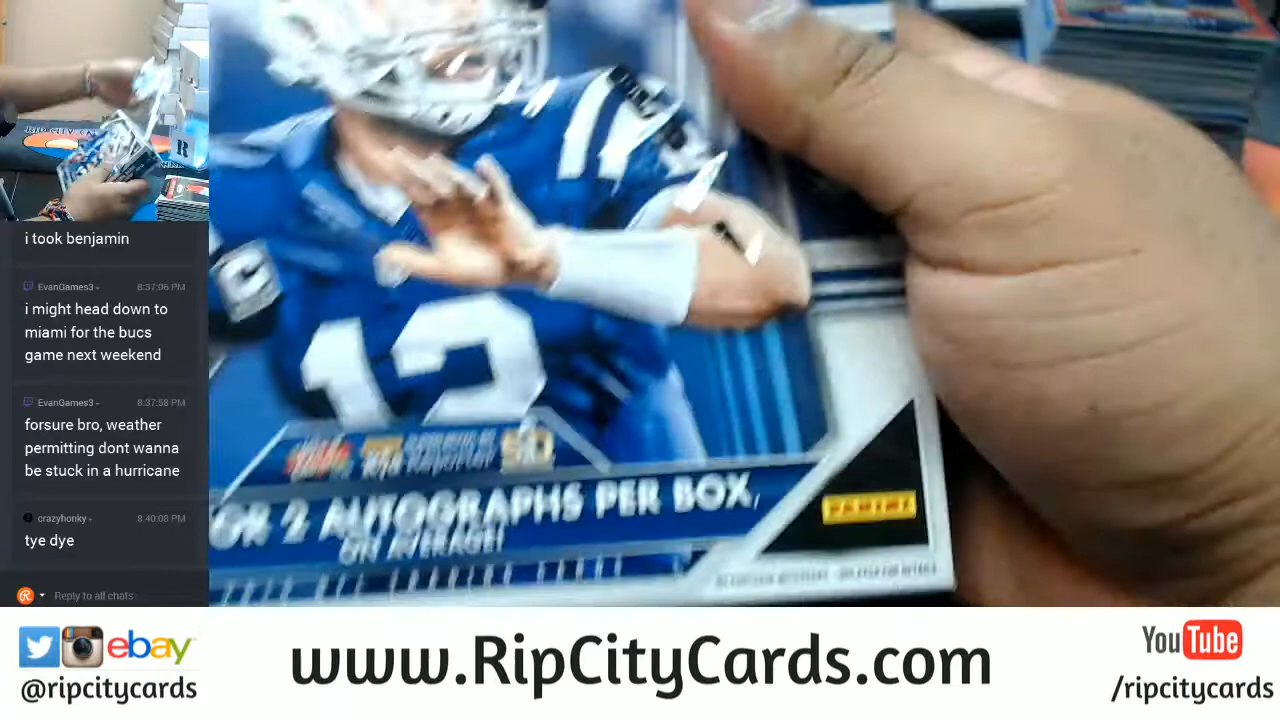 i took benjamin
EvanGames3 8:37:06 PM
i might head down to
miami for the bucs
game next weekend
EvanGames3 8:37:58 PM
forsure bro, weather
permitting dont wanna
be stuck in a hurricane
crazyhonky 8:40:08 PM
tye dye
Reply to all chats
12
OR 2 AUTOGRAPHS PER BOX,
ON AVERAGE!
PANINI
R
ebay
@ripcitycards
www.RipCityCards.com
YouTube
/ripcitycards